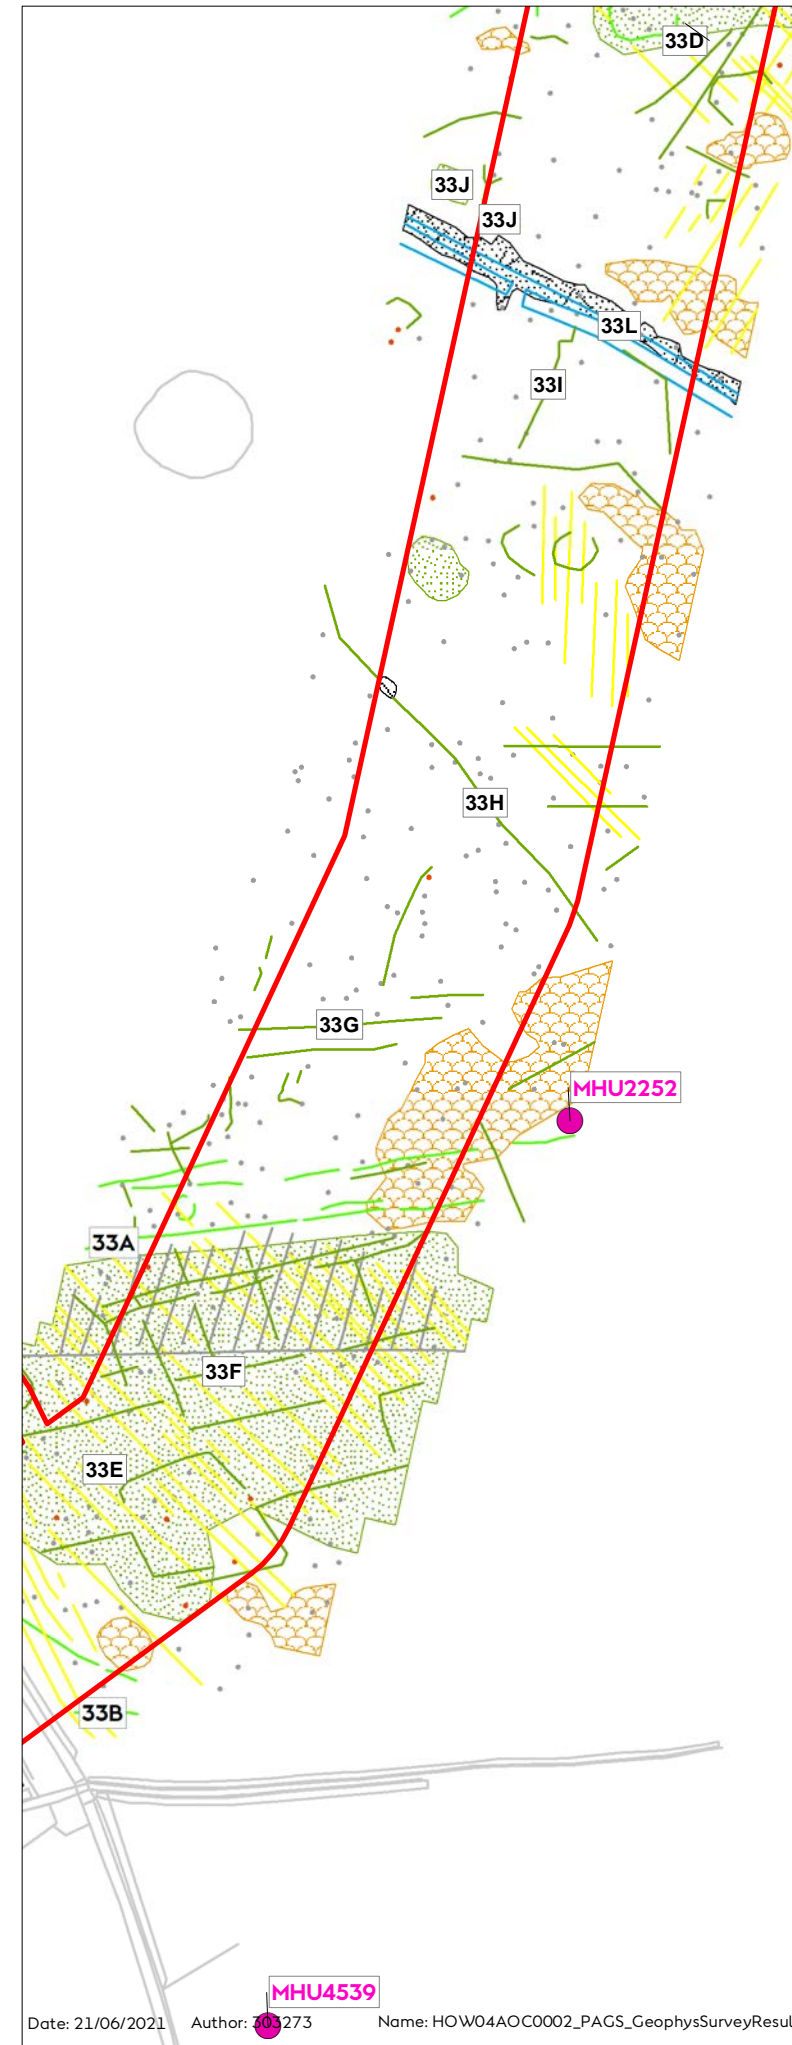 33D
33J
33J
33L
33I
33H
33G
MHU2252
33A
33F
33E
33B
MHU4539
Date: 21/06/2021 Author: 303273 Name: HOW04AOC0002_PAGS_GeophysSurveyResul